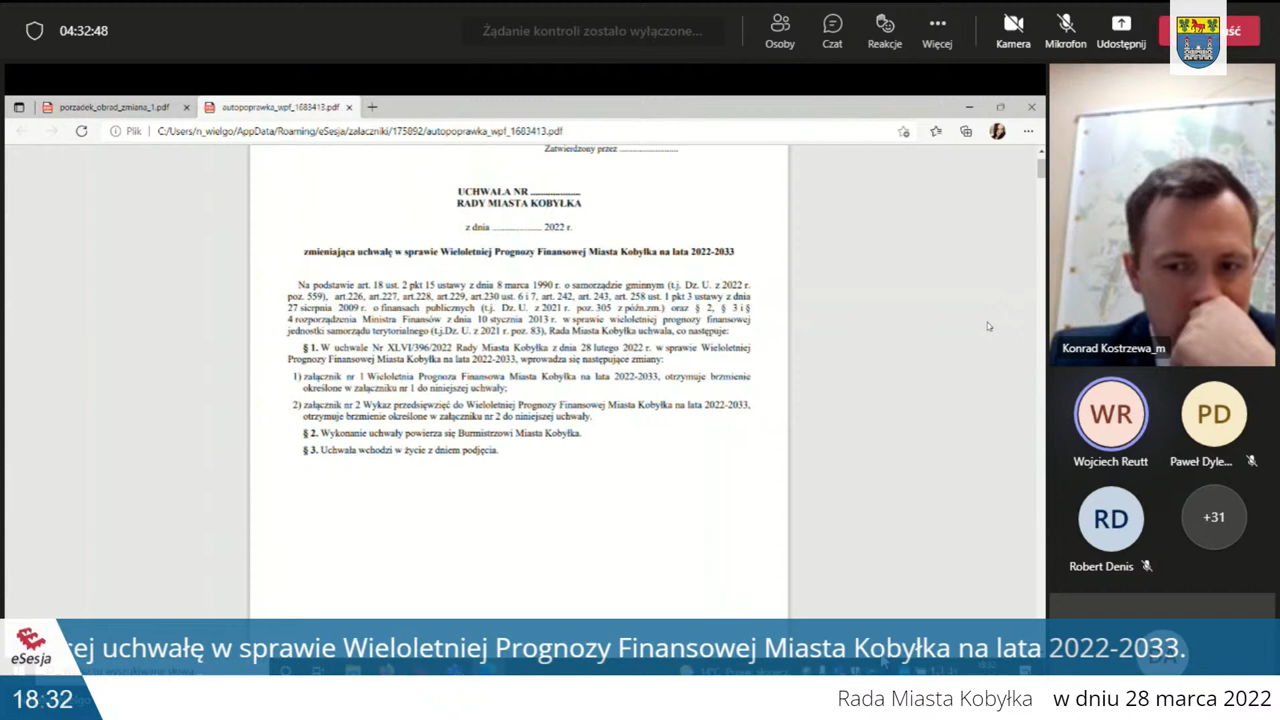 04:32:48
Żądanie kontroli zostało wyłączone...
Osoby
Czat
Reakcje
Więcej
Kamera
Mikrofon
Udostępnij
ść
porzadek_obrad_zmiana_1.pdf
autopoprawka_wpf_1683413.pdf
Plik
C:/Users/n_wielgo/AppData/Roaming/eSesja/zalaczniki/175892/autopoprawka_wpf_1683413.pdf
Zatwierdzony przez ....................
UCHWAŁA NR ....................
RADY MIASTA KOBYŁKA
z dnia .................... 2022 r.
zmieniająca uchwałę w sprawie Wieloletniej Prognozy Finansowej Miasta Kobyłka na lata 2022-2033
Na podstawie art. 18 ust. 2 pkt 15 ustawy z dnia 8 marca 1990 r. o samorządzie gminnym (t.j. Dz. U. z 2022 r.
poz. 559), art.226, art.227, art.228, art.229, art.230 ust. 6 i 7, art. 242, art. 243, art. 258 ust. 1 pkt 3 ustawy z dnia
27 sierpnia 2009 r. o finansach publicznych (t.j. Dz. U. z 2021 r. poz. 305 z późn.zm.) oraz § 2, § 3 i §
4 rozporządzenia Ministra Finansów z dnia 10 stycznia 2013 r. w sprawie wieloletniej prognozy finansowej
jednostki samorządu terytorialnego (t.j.Dz. U. z 2021 r. poz. 83), Rada Miasta Kobyłka uchwala, co następuje:
§ 1. W uchwale Nr XLVI/396/2022 Rady Miasta Kobyłka z dnia 28 lutego 2022 r. w sprawie Wieloletniej
Prognozy Finansowej Miasta Kobyłka na lata 2022-2033, wprowadza się następujące zmiany:
1) załącznik nr 1 Wieloletnia Prognoza Finansowa Miasta Kobyłka na lata 2022-2033, otrzymuje brzmienie
określone w załączniku nr 1 do niniejszej uchwały;
2) załącznik nr 2 Wykaz przedsięwzięć do Wieloletniej Prognozy Finansowej Miasta Kobyłka na lata 2022-2033,
otrzymuje brzmienie określone w załączniku nr 2 do niniejszej uchwały.
§ 2. Wykonanie uchwały powierza się Burmistrzowi Miasta Kobyłka.
§ 3. Uchwała wchodzi w życie z dniem podjęcia.
Konrad Kostrzewa_m
WR
PD
Wojciech Reutt
Paweł Dyle...
RD
+31
Robert Denis
eSesja
ej uchwałę w sprawie Wieloletniej Prognozy Finansowej Miasta Kobyłka na lata 2022-2033.
18:32
Rada Miasta Kobyłka w dniu 28 marca 2022